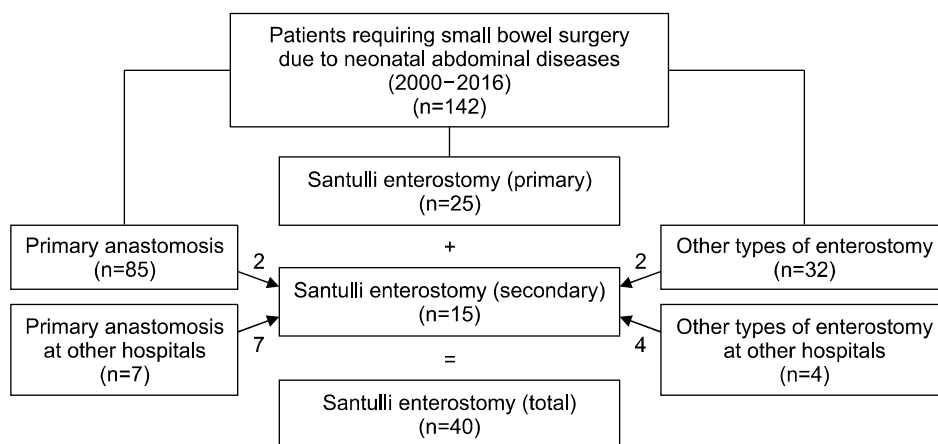 Patients requiring small bowel surgery
due to neonatal abdominal diseases
(2000−2016)
(n=142)
Santulli enterostomy (primary)
(n=25)
+
Primary anastomosis
(n=85)
2
Santulli enterostomy (secondary)
(n=15)
2
Other types of enterostomy
(n=32)
Primary anastomosis
at other hospitals
(n=7)
7
4
Other types of enterostomy
at other hospitals
(n=4)
=
Santulli enterostomy (total)
(n=40)